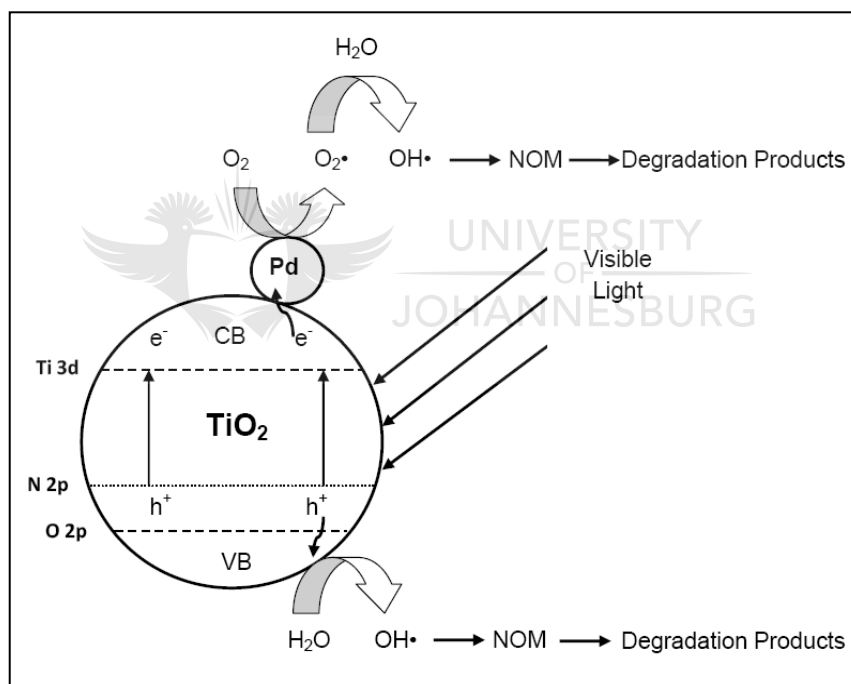 H₂O
O₂ O₂• OH• NOM Degradation Products
UNIVERSITY
OF
JOHANNESBURG
Pd
Visible
Light
e⁻ CB e⁻
Ti 3d
TiO₂
N 2p
h⁺ h⁺
O 2p
VB
H₂O OH• NOM Degradation Products